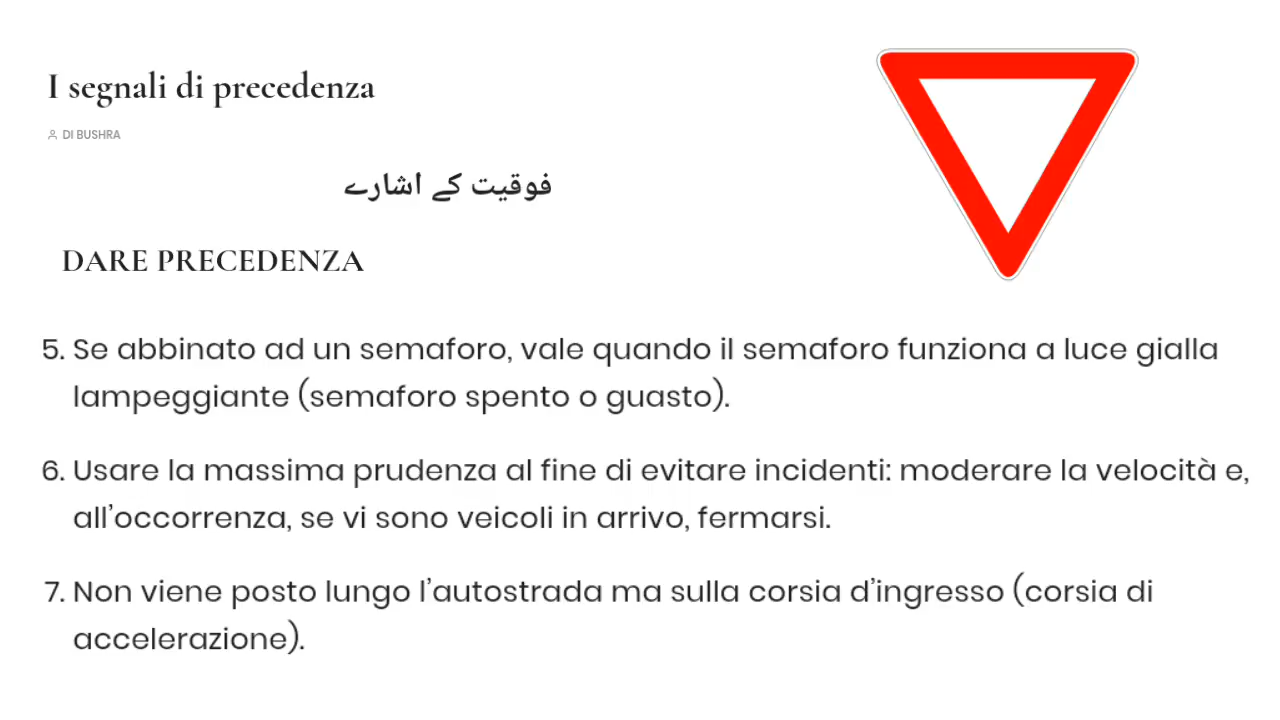 I segnali di precedenza
DI BUSHRA
فوقیت کے اشارے
DARE PRECEDENZA
5. Se abbinato ad un semaforo, vale quando il semaforo funziona a luce gialla
lampeggiante (semaforo spento o guasto).
6. Usare la massima prudenza al fine di evitare incidenti: moderare la velocità e,
all’occorrenza, se vi sono veicoli in arrivo, fermarsi.
7. Non viene posto lungo l’autostrada ma sulla corsia d’ingresso (corsia di
accelerazione).